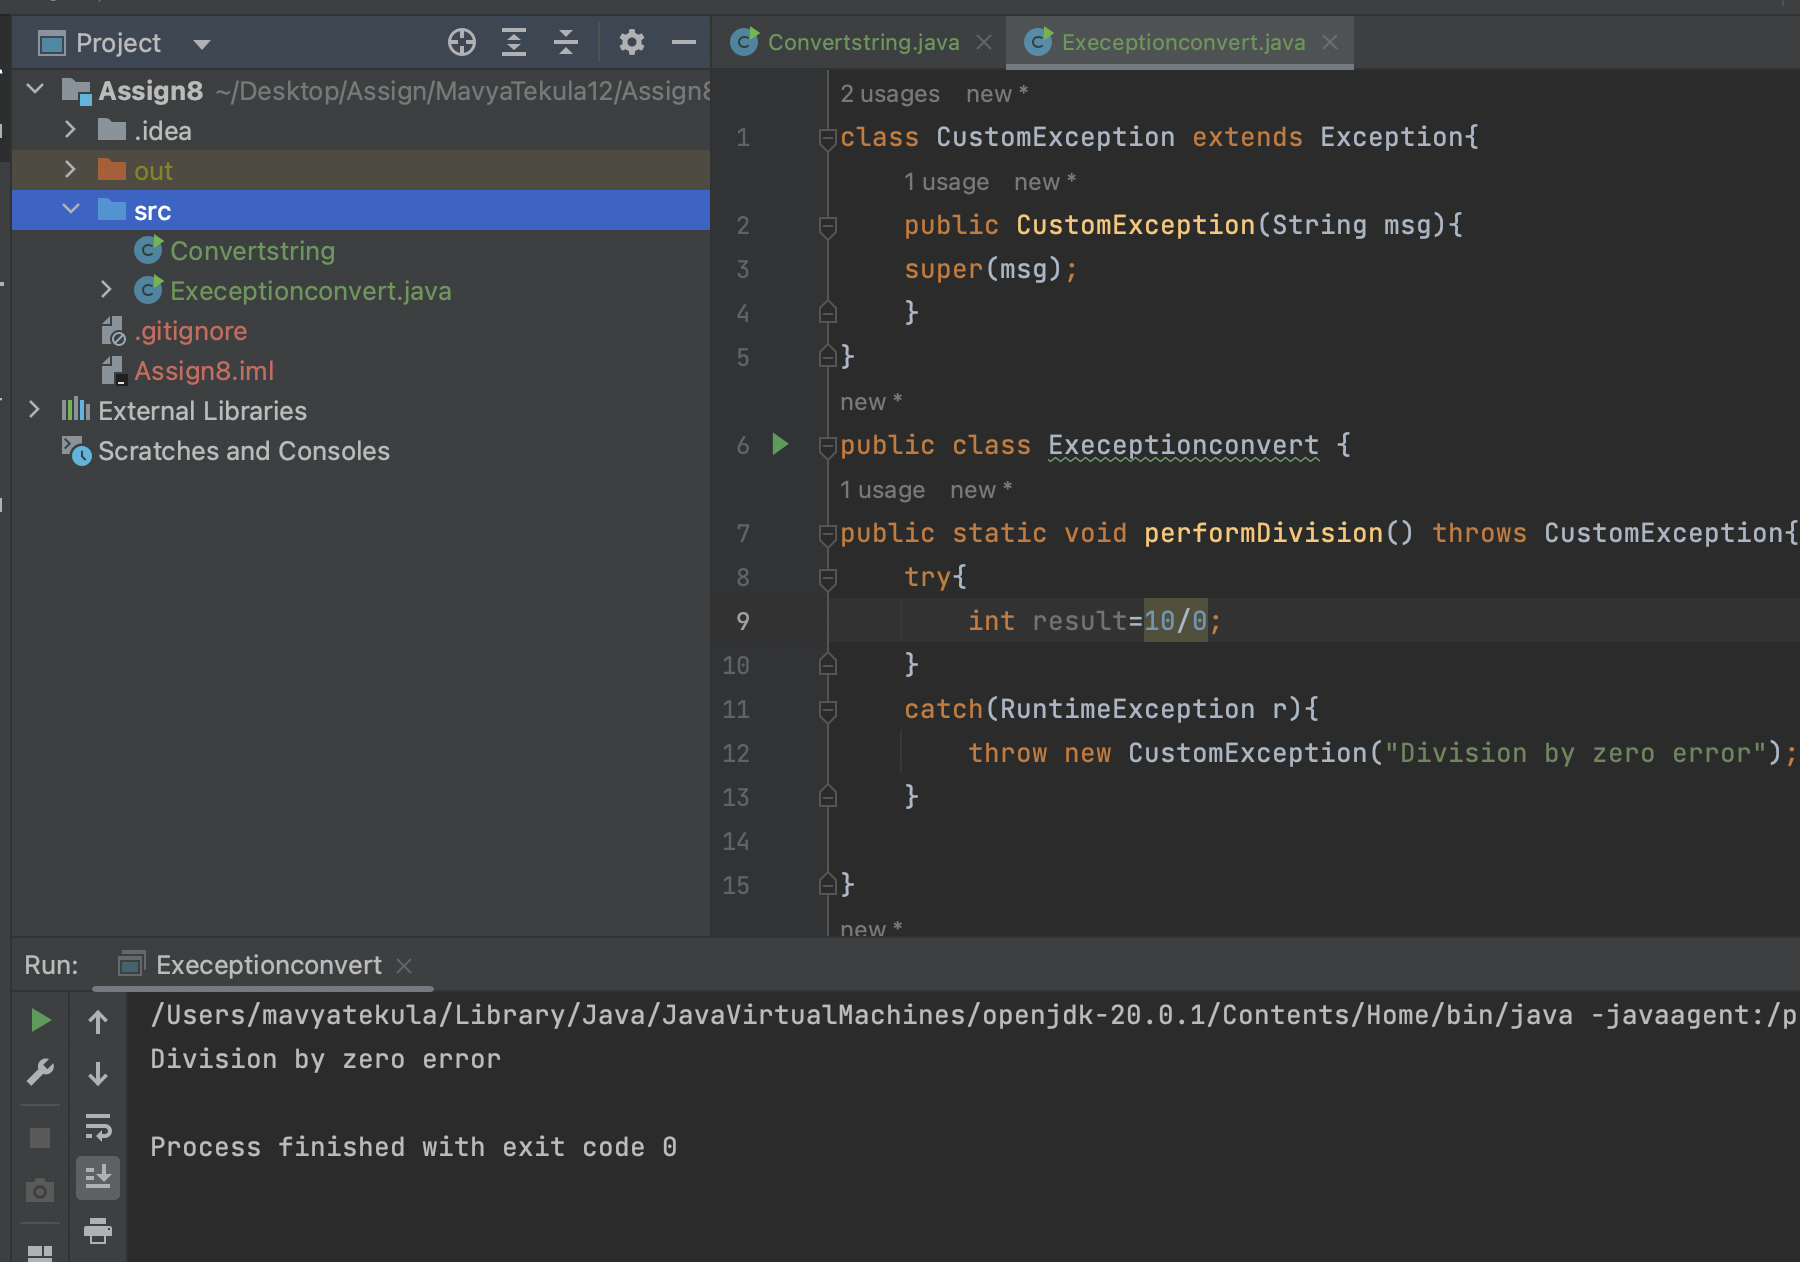 Project
Assign8 ~/Desktop/Assign/MavyaTekula12/Assign8
.idea
out
src
Convertstring
Execeptionconvert.java
.gitignore
Assign8.iml
External Libraries
Scratches and Consoles
Convertstring.java
Execeptionconvert.java
2 usages new *
1 class CustomException extends Exception{
1 usage new *
2 public CustomException(String msg){
3 super(msg);
4 }
5 }
new *
6 public class Execeptionconvert {
1 usage new *
7 public static void performDivision() throws CustomException{
8 try{
9 int result=10/0;
10 }
11 catch(RuntimeException r){
12 throw new CustomException("Division by zero error");
13 }
14
15 }
new *
Run: Execeptionconvert
/Users/mavyatekula/Library/Java/JavaVirtualMachines/openjdk-20.0.1/Contents/Home/bin/java -javaagent:/p
Division by zero error
Process finished with exit code 0